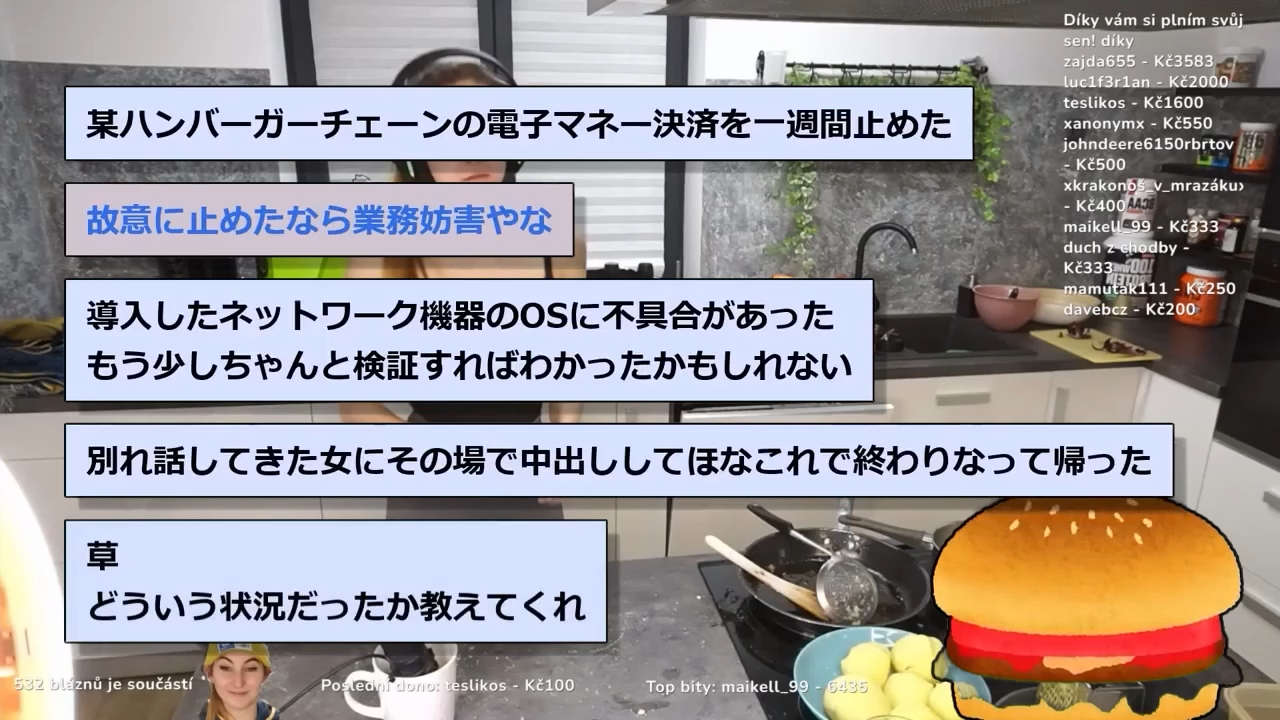 某ハンバーガーチェーンの電子マネー決済を一週間止めた
故意に止めたなら業務妨害やな
導入したネットワーク機器のOSに不具合があった
もう少しちゃんと検証すればわかったかもしれない
別れ話してきた女にその場で中出ししてほなこれで終わりなって帰った
草
どういう状況だったか教えてくれ
Díky vám si plním svůj
sen! díky
zajda655 - Kč3583
luc1f3r1an - Kč2000
teslikos - Kč1600
xanonymx - Kč550
johndeere6150rbrtov
- Kč500
xkrakonoš_v_mrazáku
- Kč400
maikell_99 - Kč333
duch z chodby -
Kč333
mamutak111 - Kč250
davebcz - Kč200
BCAA
532 bláznů je součástí
Poslední dono: teslikos - Kč100
Top bity: maikell_99 - 6435